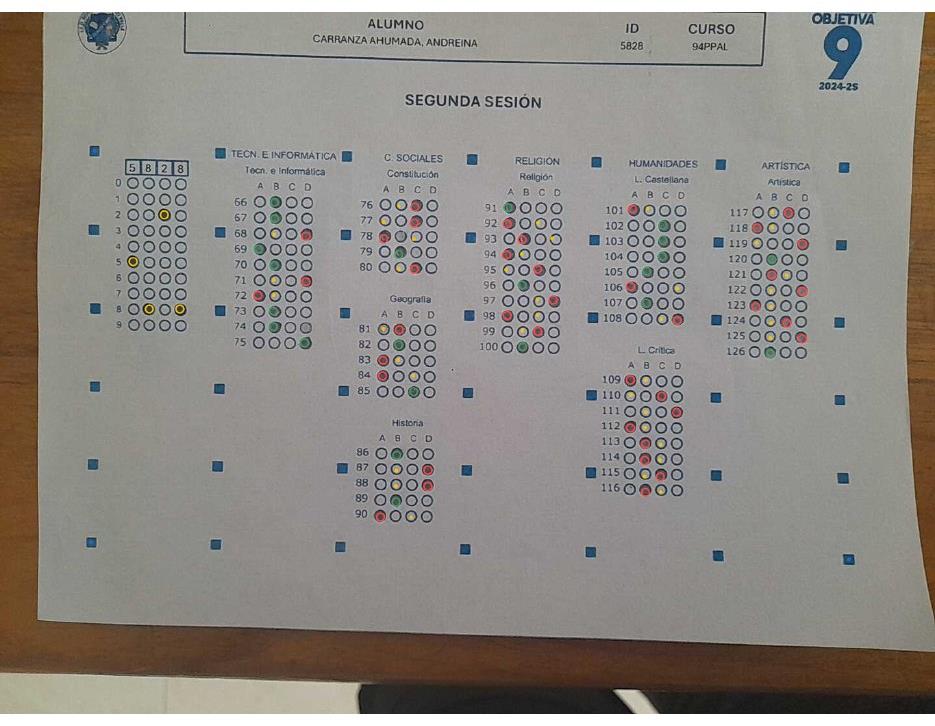 ALUMNO
CARRANZA AHUMADA, ANDREINA
ID
5828
CURSO
94PPAL
OBJETIVA
9
2024-25
SEGUNDA SESIÓN
5 8 2 8
0
1
2
3
4
5
6
7
8
9
TECN. E INFORMÁTICA
Tecn. e Informática
A B C D
66
67
68
69
70
71
72
73
74
75
C. SOCIALES
Constitución
A B C D
76
77
78
79
80
Geografía
A B C D
81
82
83
84
85
Historia
A B C D
86
87
88
89
90
RELIGIÓN
Religión
A B C D
91
92
93
94
95
96
97
98
99
100
HUMANIDADES
L. Castellana
A B C D
101
102
103
104
105
106
107
108
L. Crítica
A B C D
109
110
111
112
113
114
115
116
ARTÍSTICA
Artística
A B C D
117
118
119
120
121
122
123
124
125
126